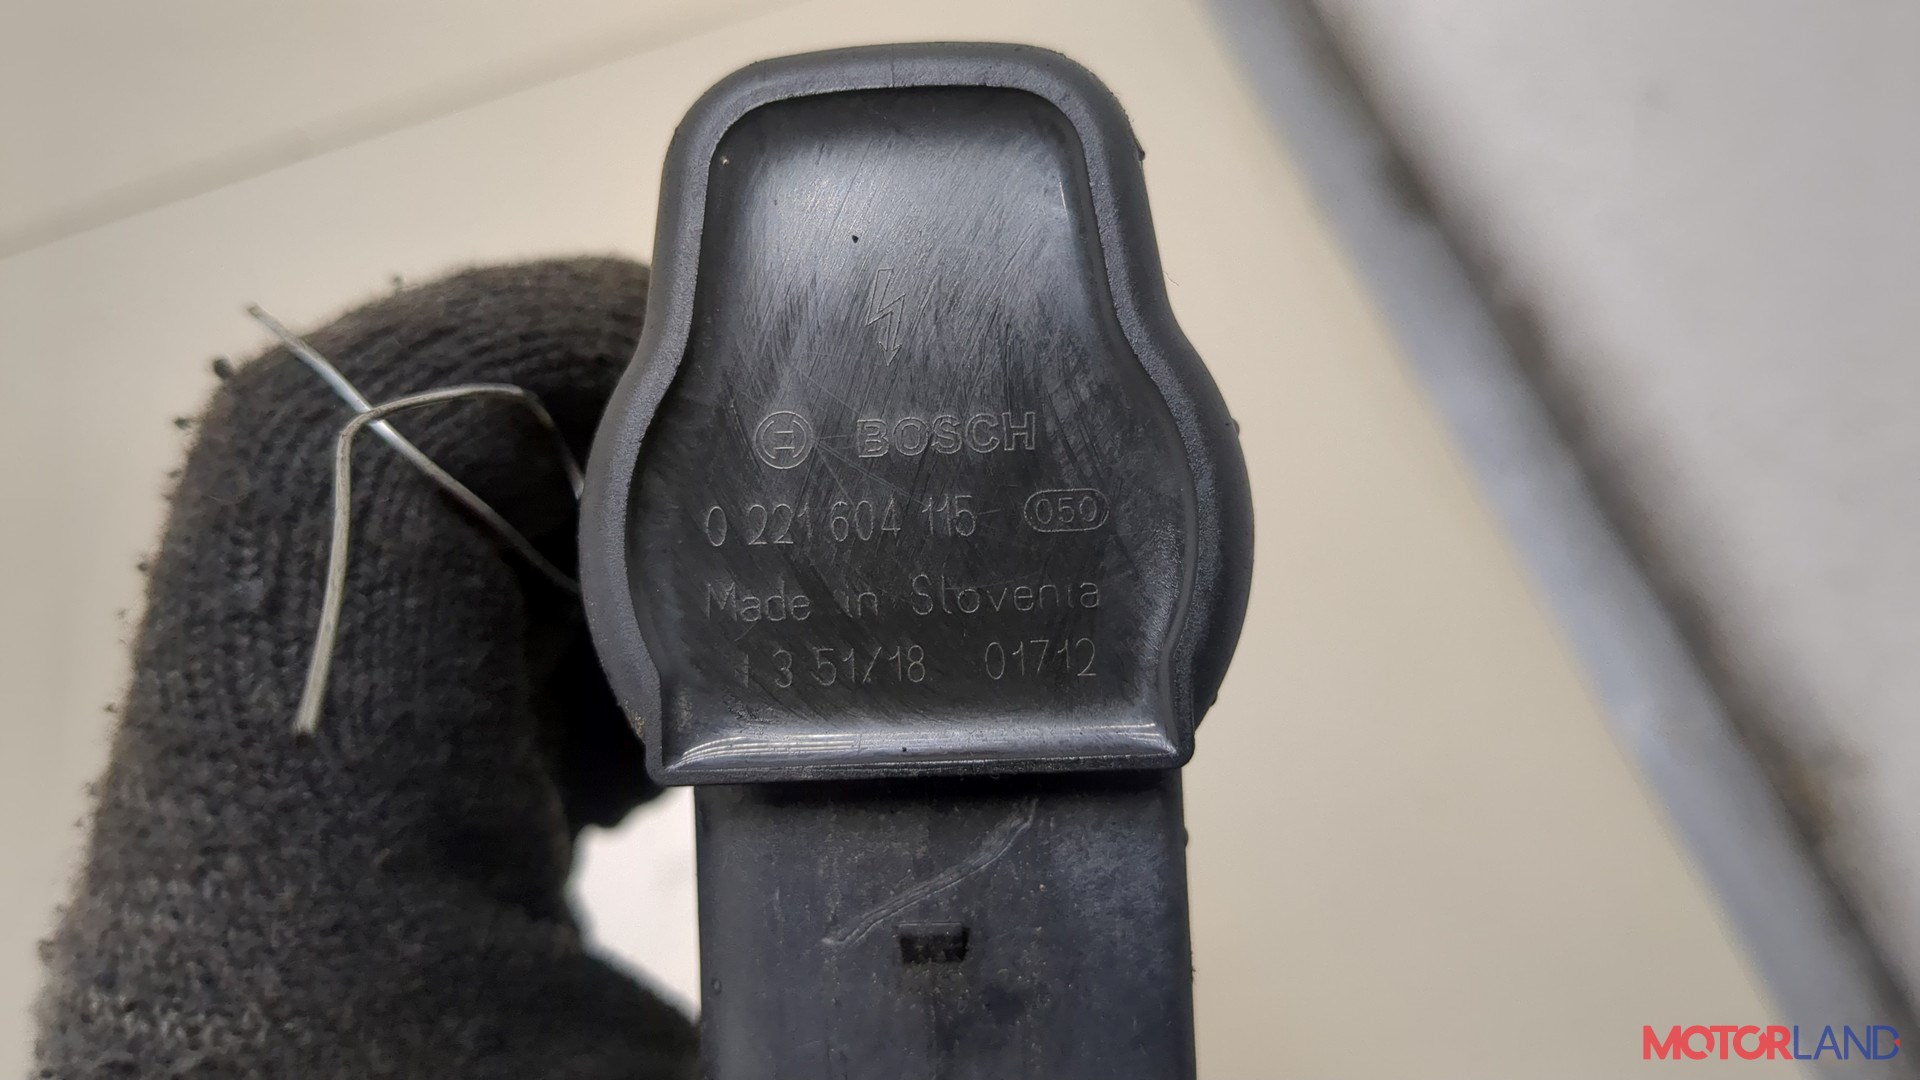 BOSCH
0 221 604 115 050
Made in Slovenia
1 3 51/18 01712
MOTORLAND